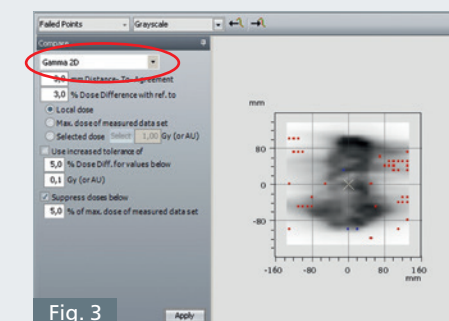 Failed Points Grayscale
Compare
Gamma 2D
3,0 mm Distance-To-Agreement
3,0 % Dose Difference with ref. to
Local dose
Max. dose of measured data set
Selected dose Select 1,00 Gy (or AU)
Use increased tolerance of
5,0 % Dose Diff. for values below
0,1 Gy (or AU)
Suppress doses below
5,0 % of max. dose of measured data set
Apply
Fig. 3
mm
80
0
-80
-160 -80 0 80 160
mm